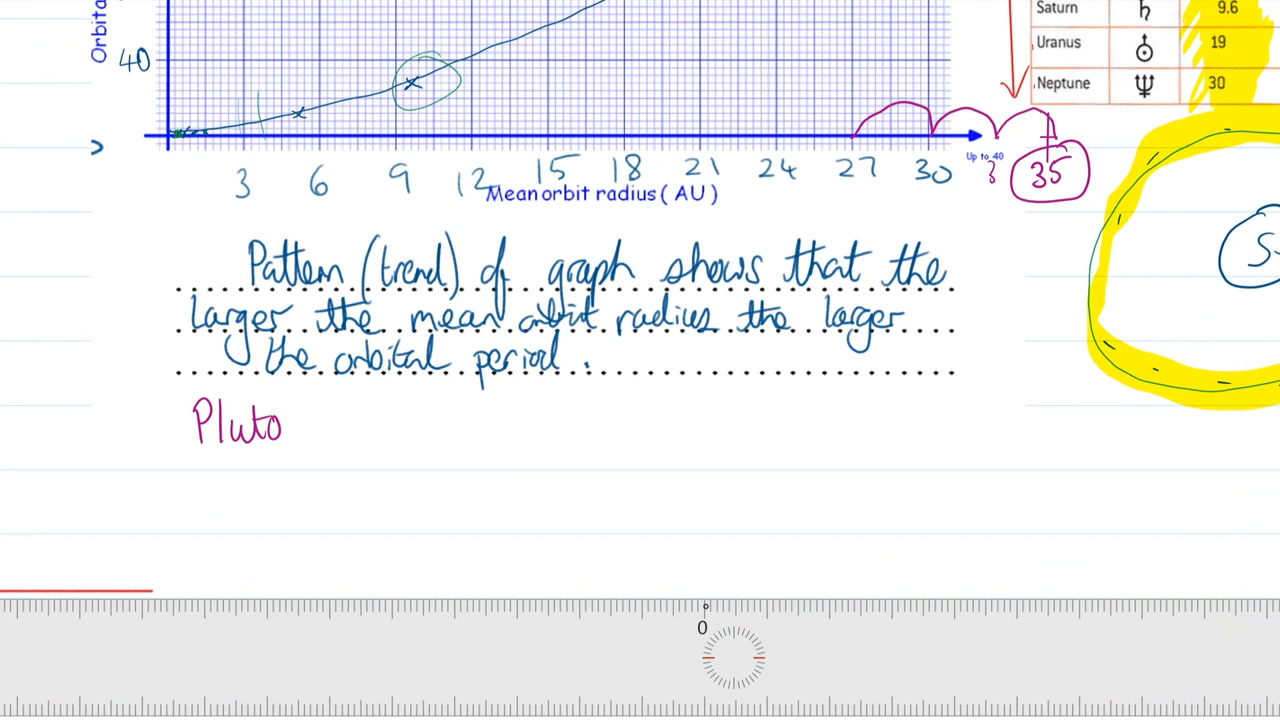 Orbita
40
Saturn ♄ 9.6
Uranus ⛢ 19
Neptune ♆ 30
3 6 9 12 15 18 21 24 27 30
Up to 40
3
35
Mean orbit radius ( AU )
S
Pattern (trend) of graph shows that the
larger the mean orbit radius the larger
the orbital period.
Pluto
0